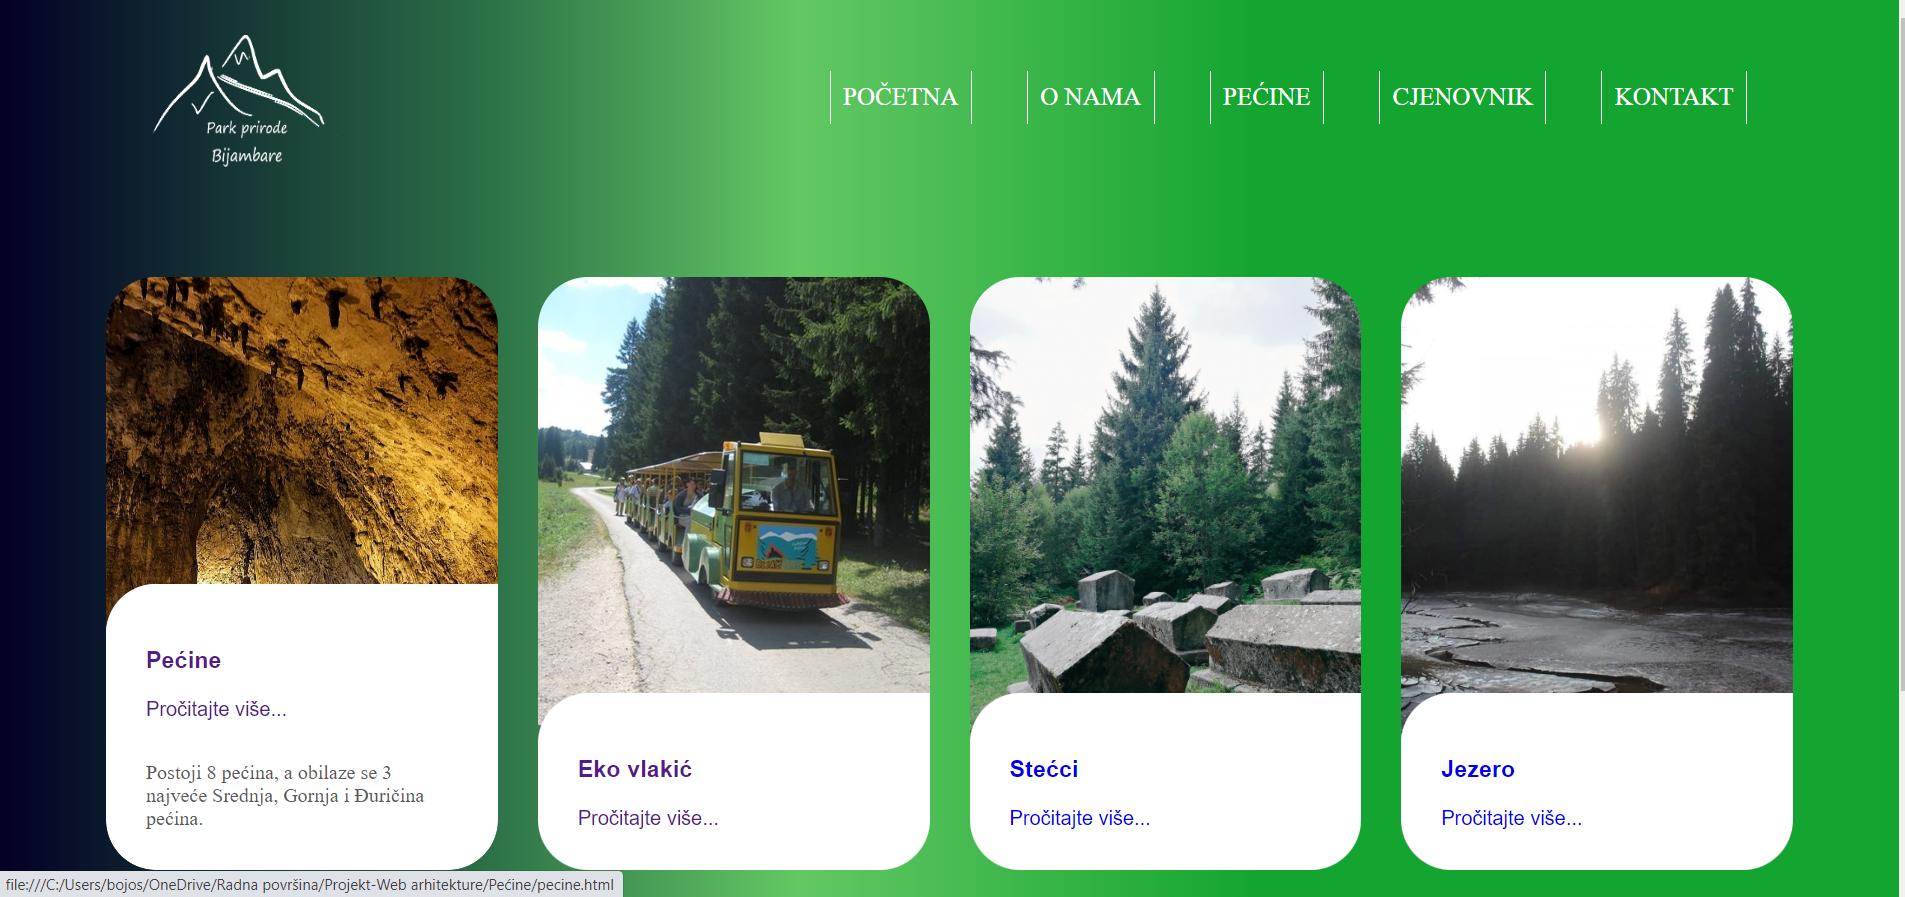 Park prirode
Bijambare
POČETNA
O NAMA
PEĆINE
CJENOVNIK
KONTAKT
Pećine
Pročitajte više...
Postoji 8 pećina, a obilaze se 3
najveće Srednja, Gornja i Đuričina
pećina.
Eko vlakić
Pročitajte više...
Stećci
Pročitajte više...
Jezero
Pročitajte više...
file:///C:/Users/bojos/OneDrive/Radna površina/Projekt-Web arhitekture/Pećine/pecine.html